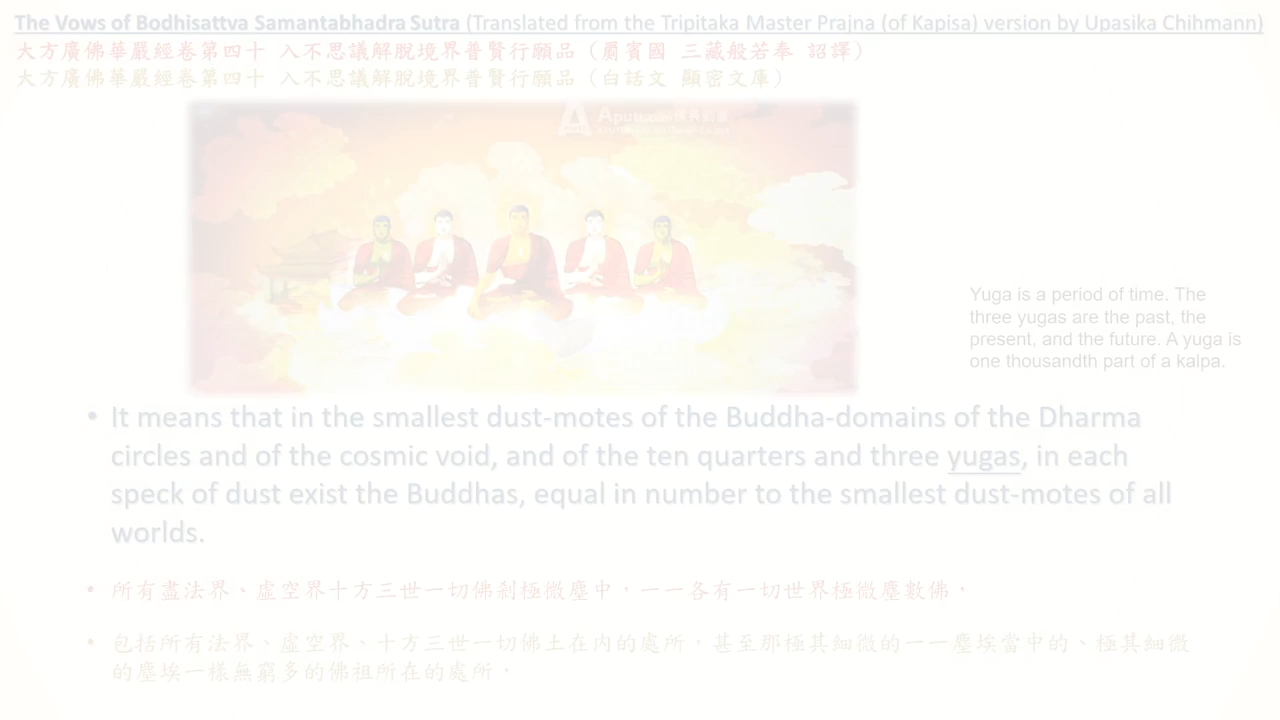 The Vows of Bodhisattva Samantabhadra Sutra (Translated from the Tripitaka Master Prajna (of Kapisa) version by Upasika Chihmann)
大方廣佛華嚴經卷第四十 入不思議解脫境界普賢行願品 (罽賓國 三藏般若奉 詔譯)
大方廣佛華嚴經卷第四十 入不思議解脫境界普賢行願品 (白話文 顯密文庫)
Yuga is a period of time. The
three yugas are the past, the
present, and the future. A yuga is
one thousandth part of a kalpa.
• It means that in the smallest dust-motes of the Buddha-domains of the Dharma
circles and of the cosmic void, and of the ten quarters and three yugas, in each
speck of dust exist the Buddhas, equal in number to the smallest dust-motes of all
worlds.
• 所有盡法界、虛空界十方三世一切佛剎極微塵中，一一各有一切世界極微塵數佛，
• 包括所有法界、虛空界、十方三世一切佛土在內的處所，甚至那極其細微的一一塵埃當中的、極其細微
的塵埃一樣無窮多的佛祖所在的處所，